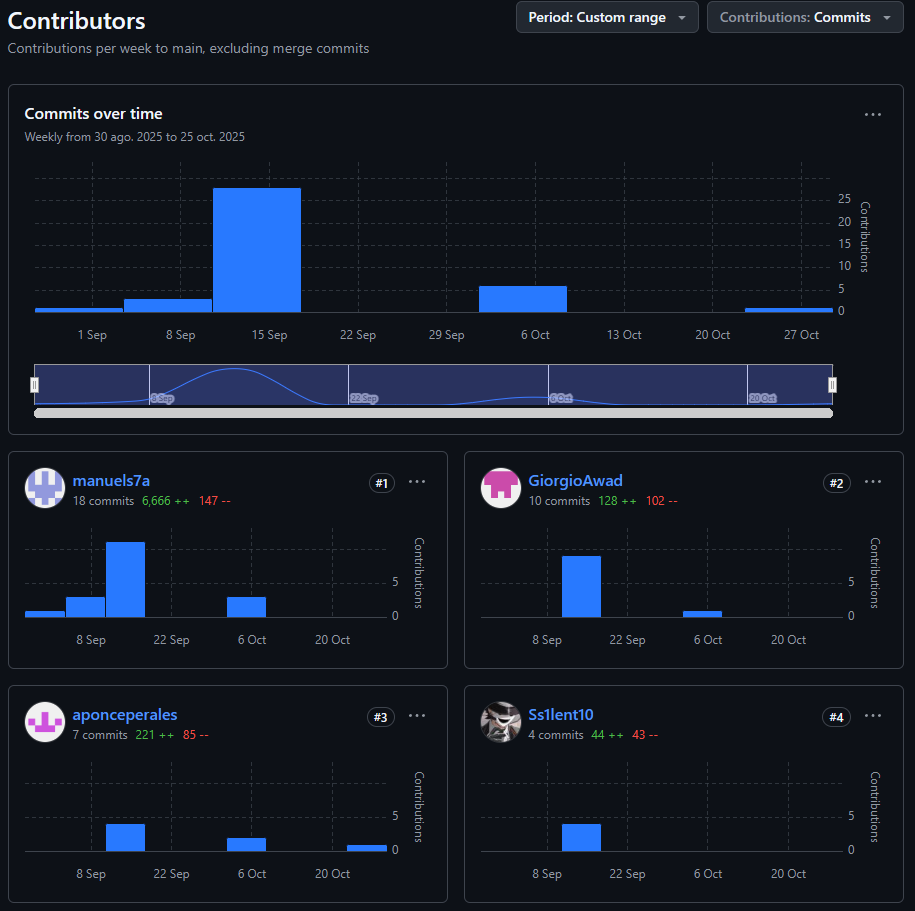 Contributors
Period: Custom range
Contributions: Commits
Contributions per week to main, excluding merge commits
Commits over time
Weekly from 30 ago. 2025 to 25 oct. 2025
25
20
15
10
5
0
Contributions
1 Sep 8 Sep 15 Sep 22 Sep 29 Sep 6 Oct 13 Oct 20 Oct 27 Oct
8 Sep 22 Sep 6 Oct 20 Oct
manuels7a #1
18 commits 6,666 ++ 147 --
5
0
Contributions
8 Sep 22 Sep 6 Oct 20 Oct
GiorgioAwad #2
10 commits 128 ++ 102 --
5
0
Contributions
8 Sep 22 Sep 6 Oct 20 Oct
aponceperales #3
7 commits 221 ++ 85 --
5
0
Contributions
8 Sep 22 Sep 6 Oct 20 Oct
Ss1lent10 #4
4 commits 44 ++ 43 --
5
0
Contributions
8 Sep 22 Sep 6 Oct 20 Oct